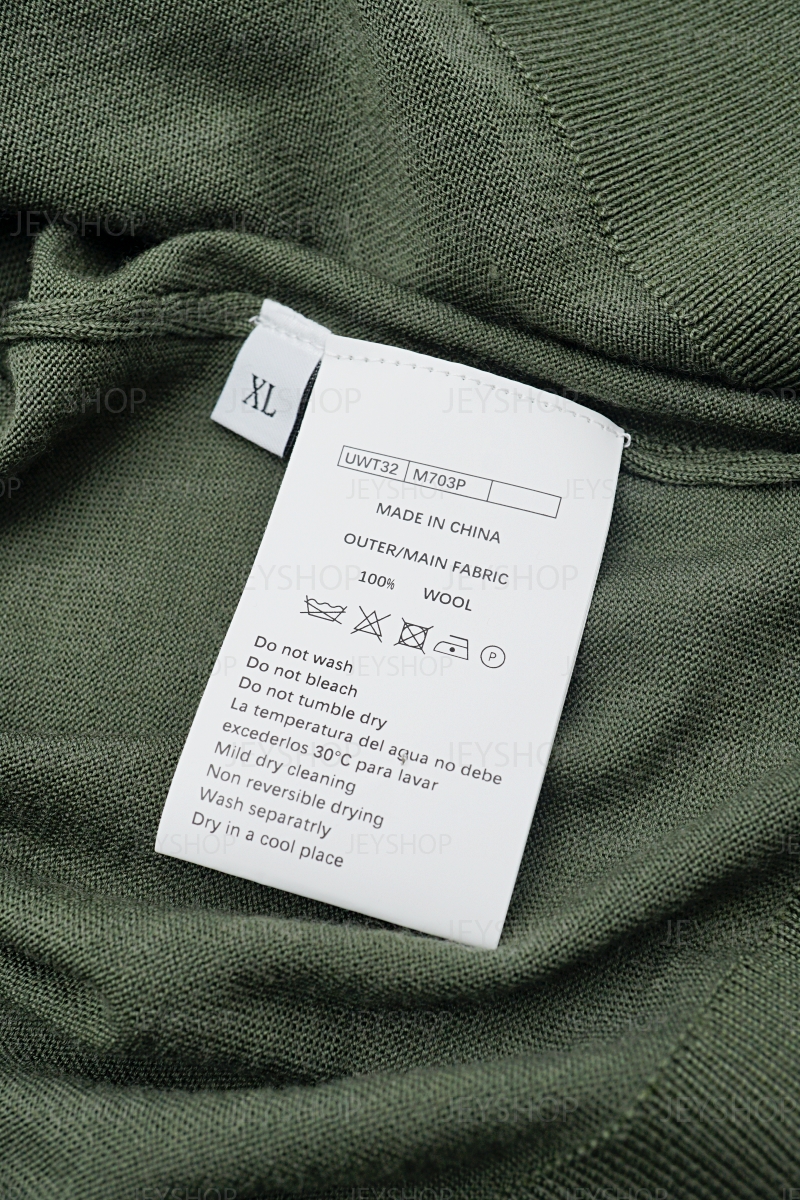 XL
UWT32 M703P
MADE IN CHINA
OUTER/MAIN FABRIC
100% WOOL
P
Do not wash
Do not bleach
Do not tumble dry
La temperatura del agua no debe
excederlos 30°C para lavar
Mild dry cleaning
Non reversible drying
Wash separatrly
Dry in a cool place
JEYSHOP